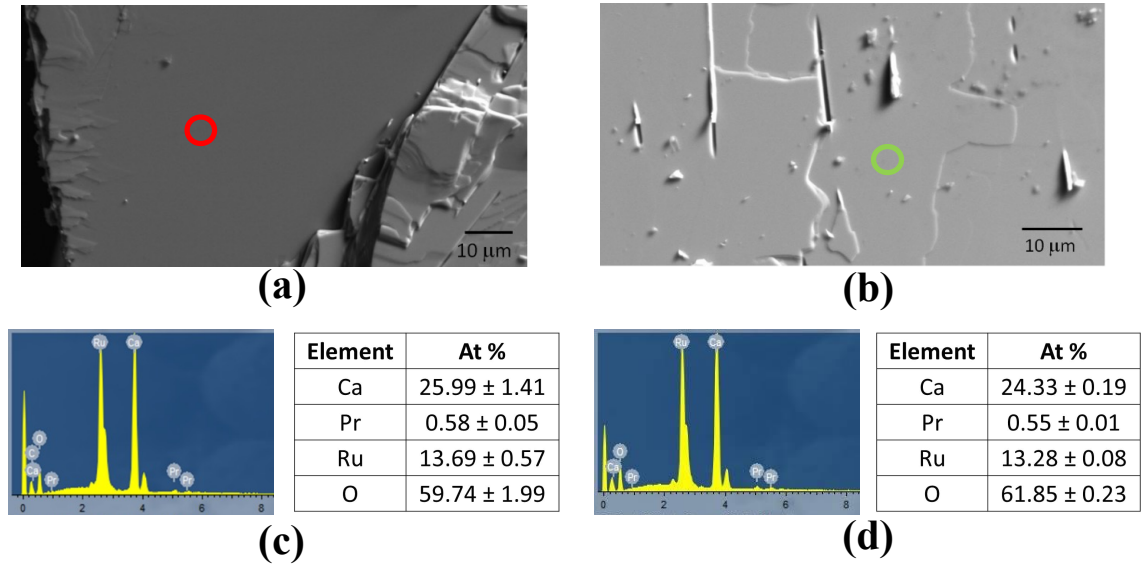 10 μm
10 μm
(a)
(b)
Ru
Ca
O
C
Ca
Pr
Pr
Pr
0 2 4 6 8
Element At %
Ca 25.99 ± 1.41
Pr 0.58 ± 0.05
Ru 13.69 ± 0.57
O 59.74 ± 1.99
Ru
Ca
O
Ca
Pr
Pr
Pr
0 2 4 6 8
Element At %
Ca 24.33 ± 0.19
Pr 0.55 ± 0.01
Ru 13.28 ± 0.08
O 61.85 ± 0.23
(c)
(d)